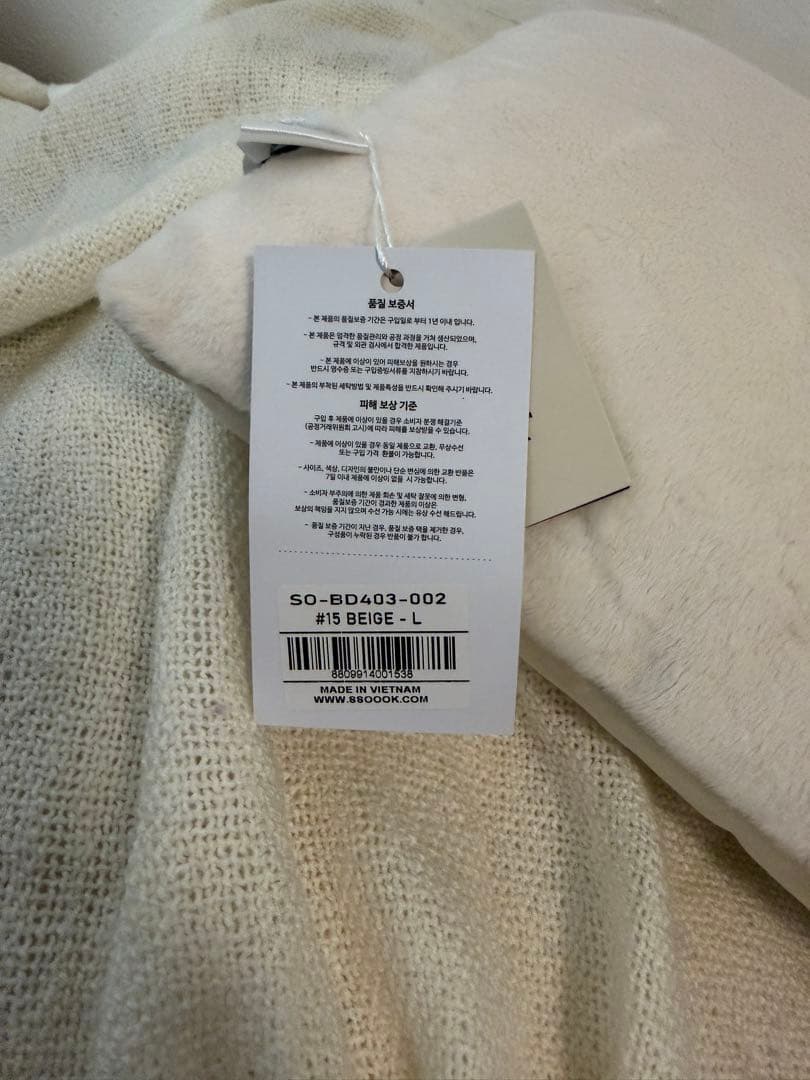 품질 보증서
- 본 제품의 품질보증 기간은 구입일로 부터 1년 이내 입니다.
- 본 제품은 엄격한 품질관리와 공정 과정을 거쳐 생산되었으며,
규격 및 외관 검사에서 합격한 제품입니다.
- 본 제품에 이상이 있어 피해보상을 원하시는 경우
반드시 영수증 또는 구입증빙서류를 지참하시기 바랍니다.
- 본 제품의 부착된 세탁방법 및 제품특성을 반드시 확인해 주시기 바랍니다.
피해 보상 기준
구입 후 제품에 이상이 있을 경우 소비자 분쟁 해결기준
(공정거래위원회 고시)에 따라 피해를 보상받을 수 있습니다.
- 제품에 이상이 있을 경우 동일 제품으로 교환, 무상수선
또는 구입 가격 환불이 가능합니다.
- 사이즈, 색상, 디자인의 불만이나 단순 변심에 의한 교환 반품은
7일 이내 제품에 이상이 없을 시 가능합니다.
- 소비자 부주의에 의한 제품 회손 및 세탁 잘못에 의한 변형,
품질보증 기간이 경과한 제품의 이상은
보상의 책임을 지지 않으며 수선 가능 시에는 유상 수선 해드립니다.
- 품질 보증 기간이 지난 경우, 품질 택을 제거한 경우,
구성품이 누락된 경우 반품이 불가 합니다.
SO-BD403-002
#15 BEIGE - L
8809914001538
MADE IN VIETNAM
WWW.SSOOOK.COM